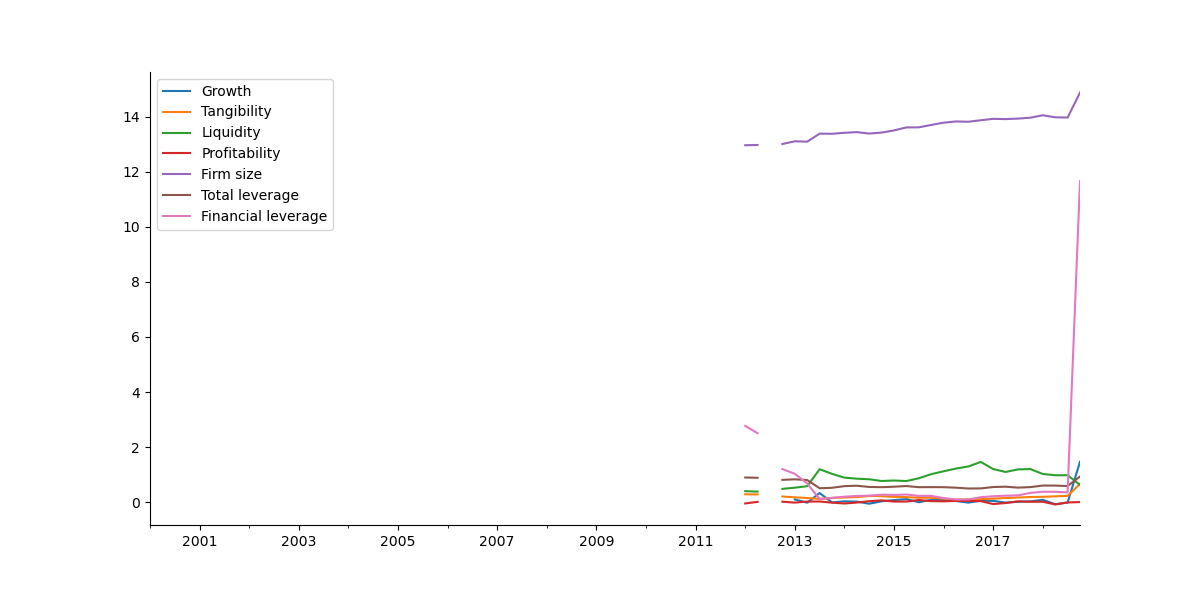 14
12
10
8
6
4
2
0
Growth
Tangibility
Liquidity
Profitability
Firm size
Total leverage
Financial leverage
2001 2003 2005 2007 2009 2011 2013 2015 2017